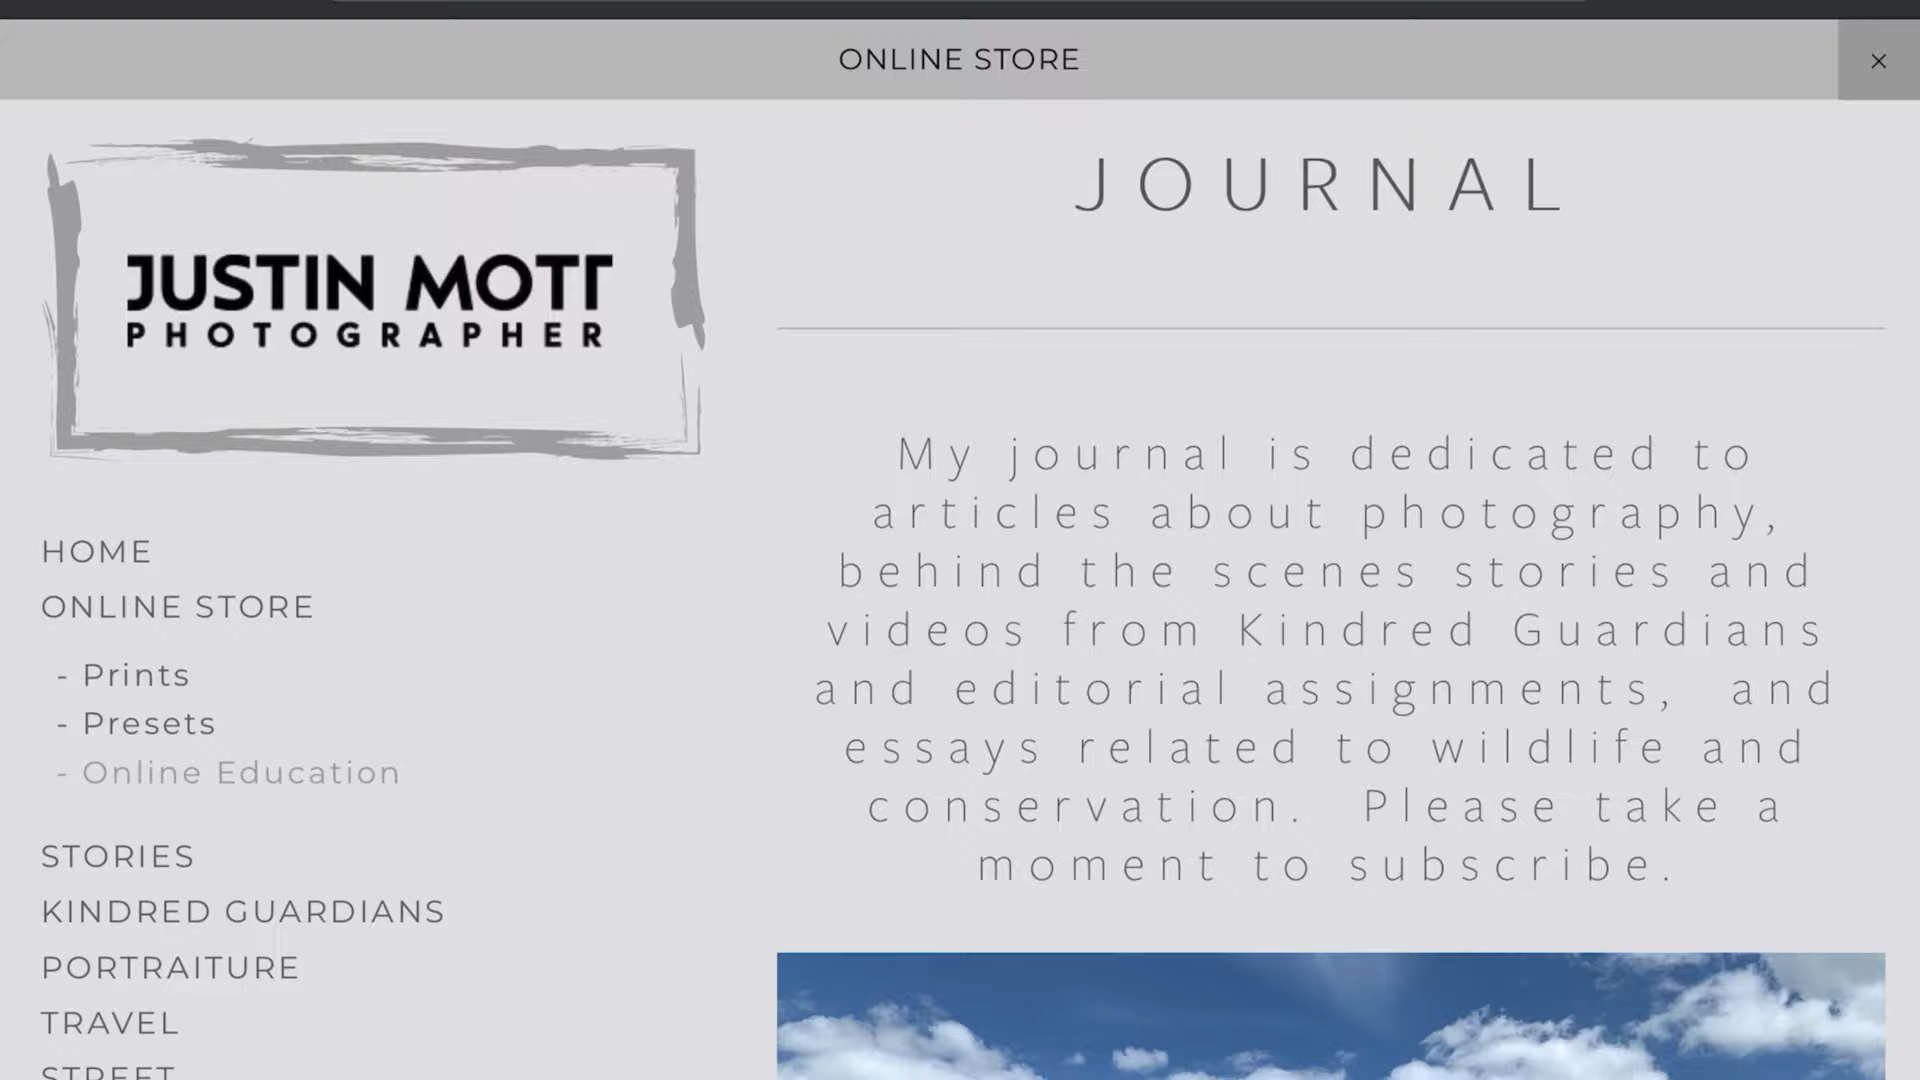 ONLINE STORE
×
JUSTIN MOTT
PHOTOGRAPHER
HOME
ONLINE STORE
- Prints
- Presets
- Online Education
STORIES
KINDRED GUARDIANS
PORTRAITURE
TRAVEL
STREET
JOURNAL
My journal is dedicated to
articles about photography,
behind the scenes stories and
videos from Kindred Guardians
and editorial assignments, and
essays related to wildlife and
conservation. Please take a
moment to subscribe.